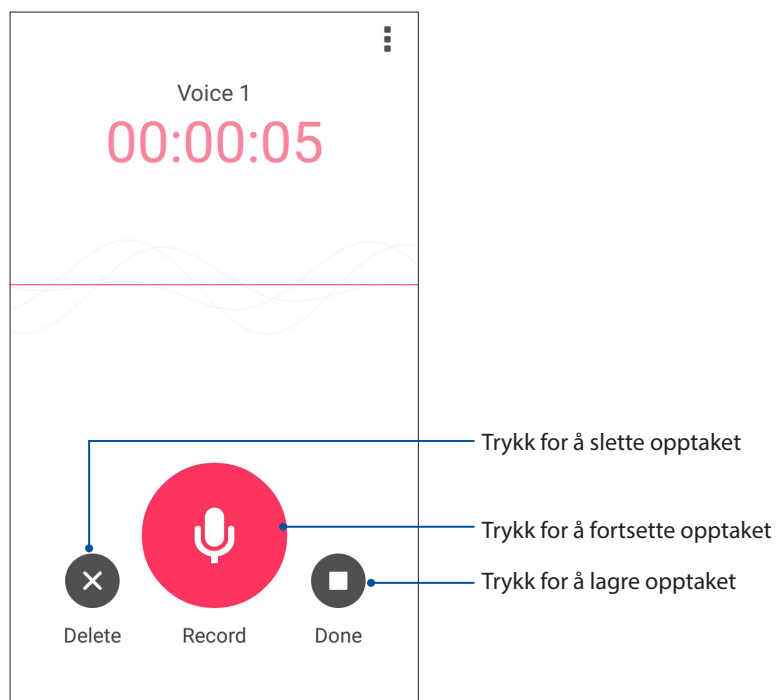 Voice 1
00:00:05
Trykk for å slette opptaket
Trykk for å fortsette opptaket
Trykk for å lagre opptaket
Delete
Record
Done